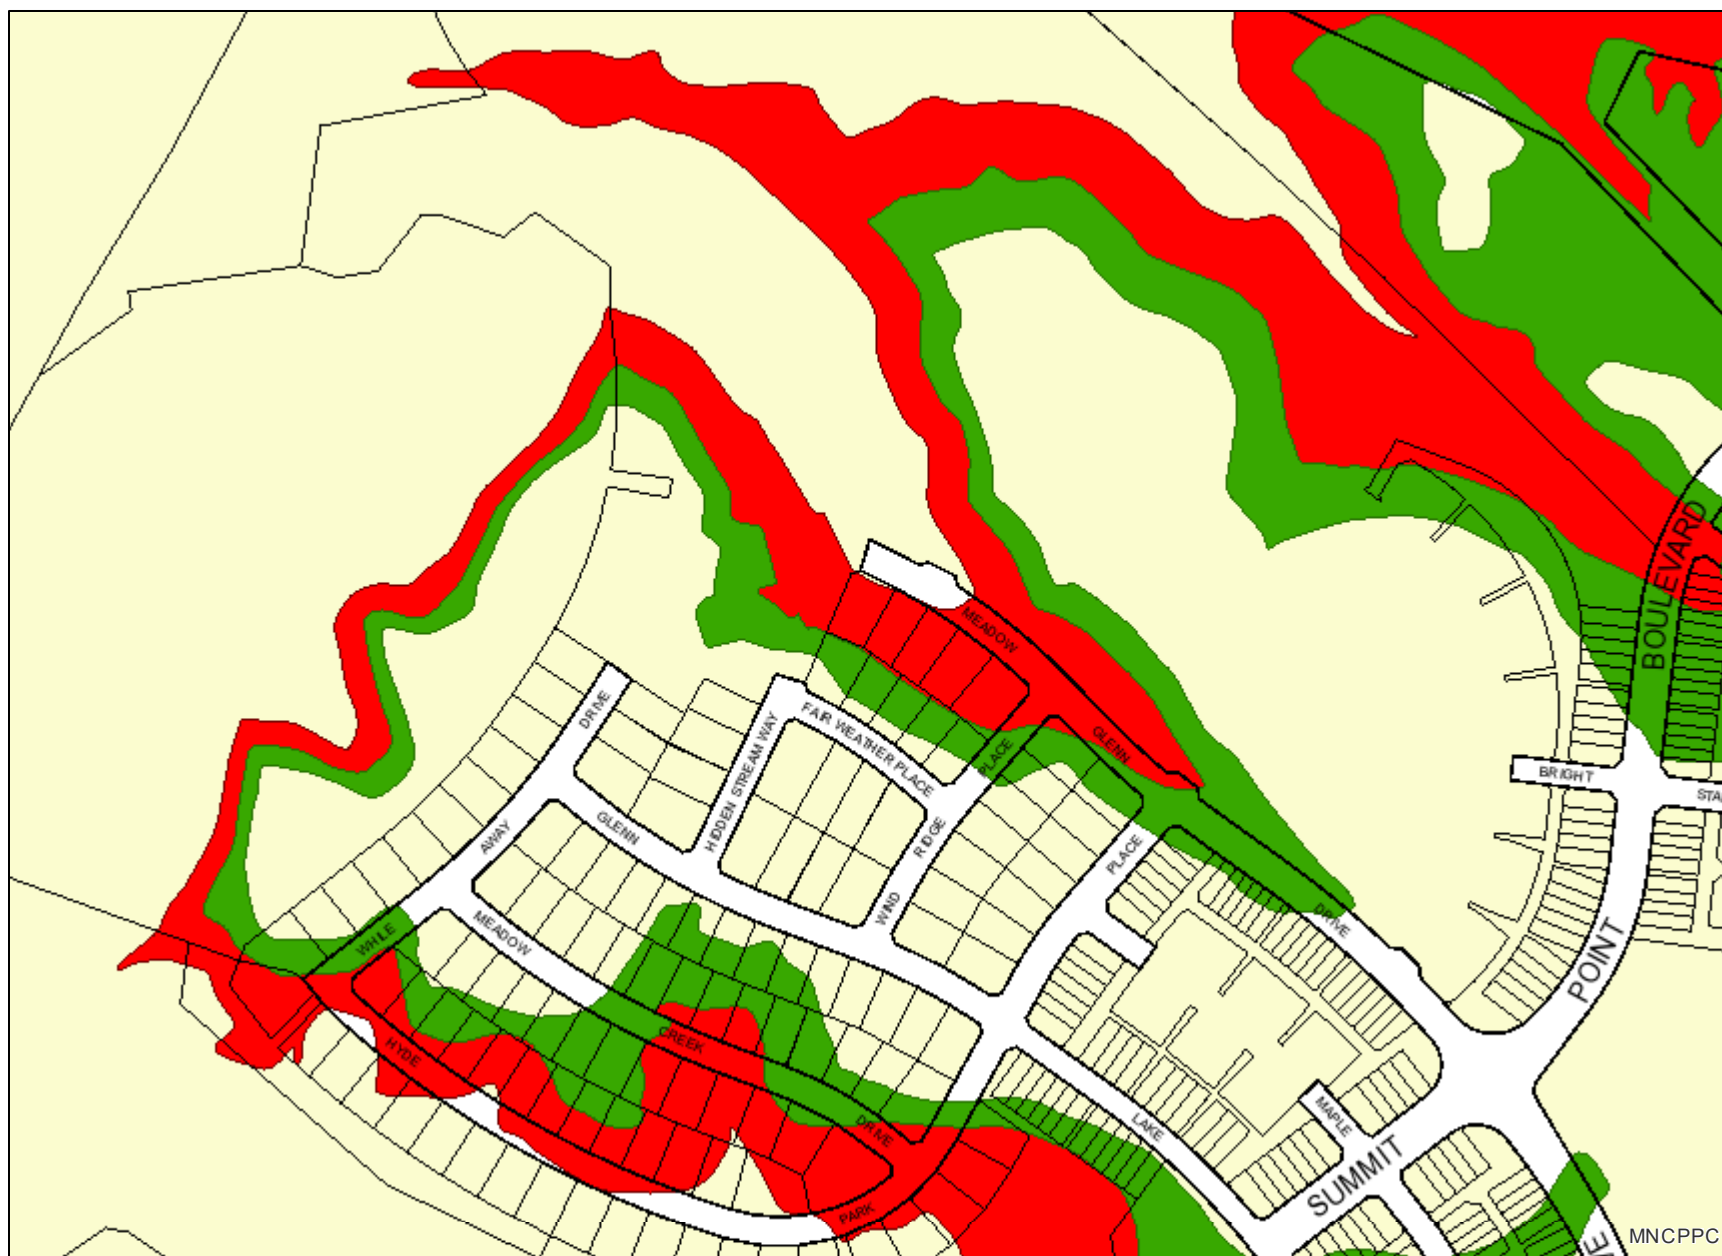 BOULEVARD
MEADOW
DRIVE
FAIR WEATHER PLACE
PLACE
GLENN
HIDDEN STREAM WAY
BRIGHT
STA
AWAY
GLENN
RIDGE
PLACE
WIND
WHILE
MEADOW
DRIVE
POINT
CREEK
HYDE
DRIVE
LAKE
MAPLE
SUMMIT
PARK
E
MNCPPC